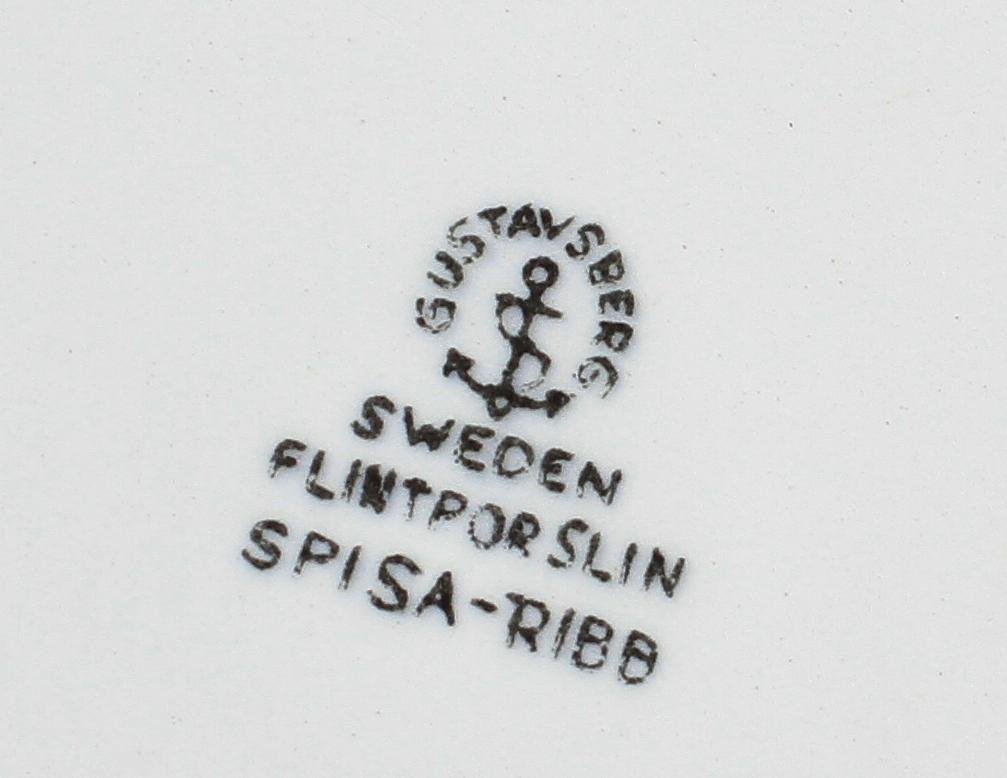 GUSTAVSBERG
SWEDEN
FLINTPORSLIN
SPISA-RIBB